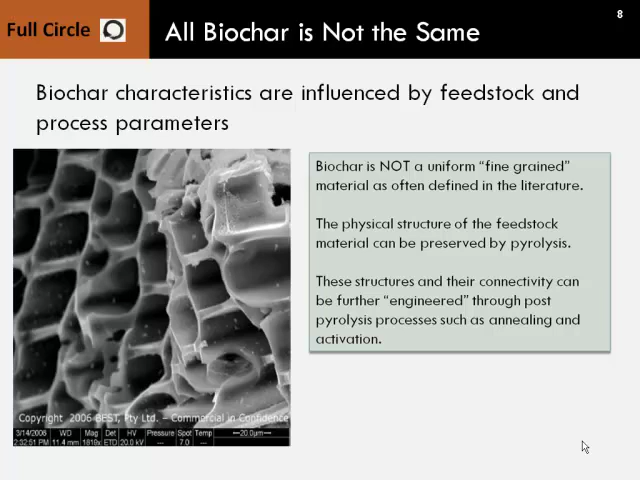 Full Circle
All Biochar is Not the Same
8
Biochar characteristics are influenced by feedstock and
process parameters
Biochar is NOT a uniform “fine grained”
material as often defined in the literature.
The physical structure of the feedstock
material can be preserved by pyrolysis.
These structures and their connectivity can
be further “engineered” through post
pyrolysis processes such as annealing and
activation.
Copyright 2006 BEST, Pty Ltd. – Commercial in Confidence
3/14/2006 WD Mag Det HV Pressure Spot Temp —20.0µm—
2:32:51 PM 11.4 mm 1819x ETD 20.0 kV --- 7.0 ---